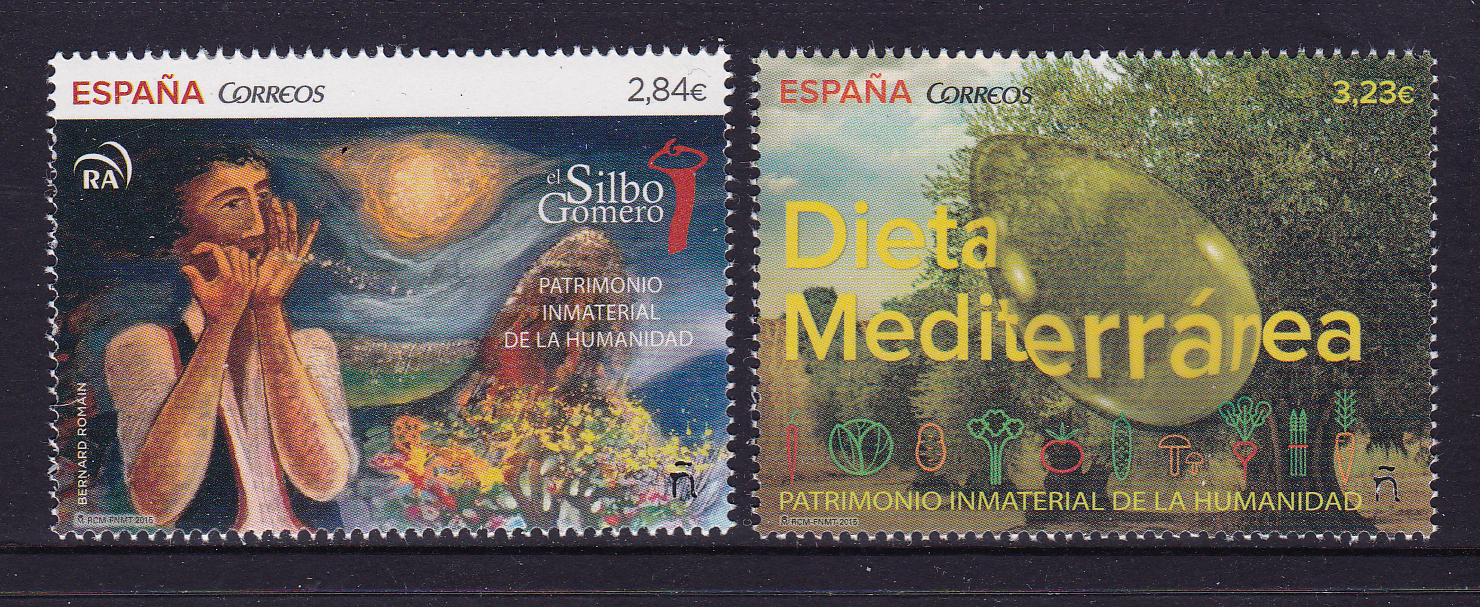 ESPAÑA CORREOS 2,84€
RA
el Silbo
Gomero
PATRIMONIO
INMATERIAL
DE LA HUMANIDAD
BERNARD ROMAIN
ñ
RCM-FNMT 2015
ESPAÑA CORREOS 3,23€
Dieta
Mediterránea
PATRIMONIO INMATERIAL DE LA HUMANIDAD
ñ
RCM-FNMT 2015